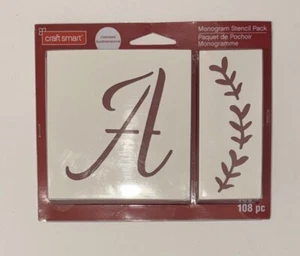 craft smart
Monogram Stencil Pack
Paquet de Pochoir
Monogramme
A
108 pc